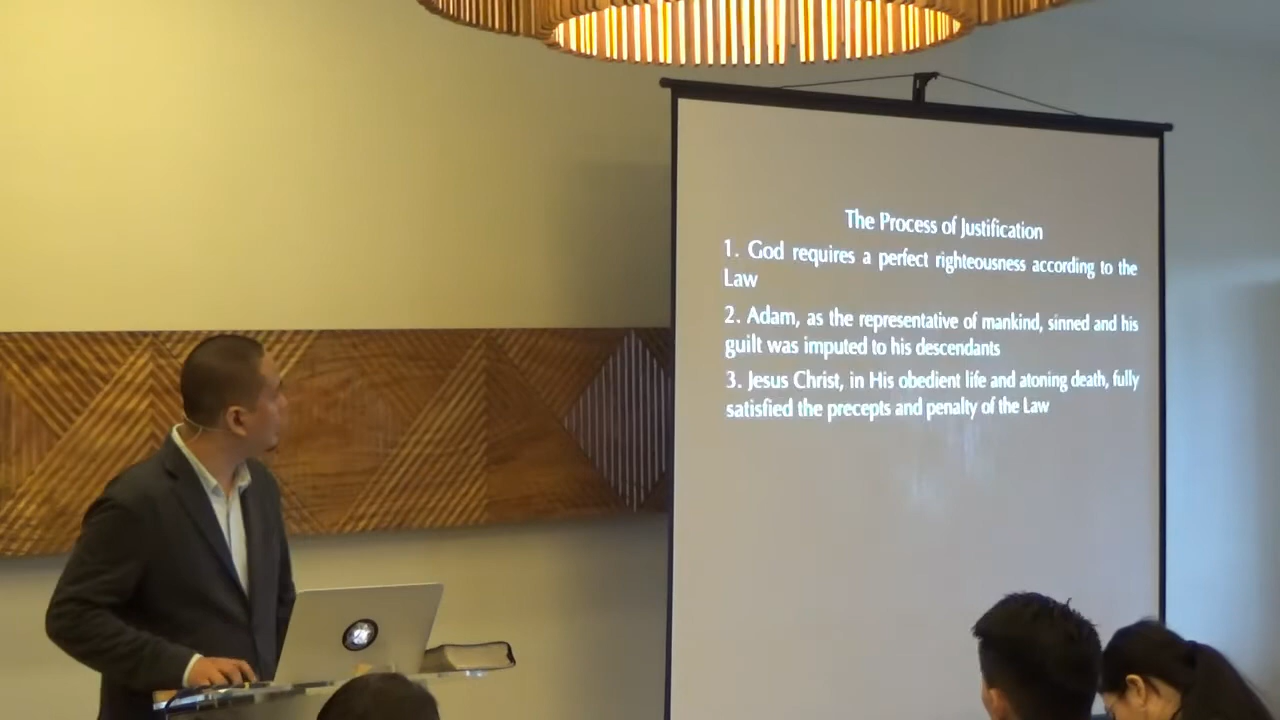 The Process of Justification
1. God requires a perfect righteousness according to the
Law
2. Adam, as the representative of mankind, sinned and his
guilt was imputed to his descendants
3. Jesus Christ, in His obedient life and atoning death, fully
satisfied the precepts and penalty of the Law